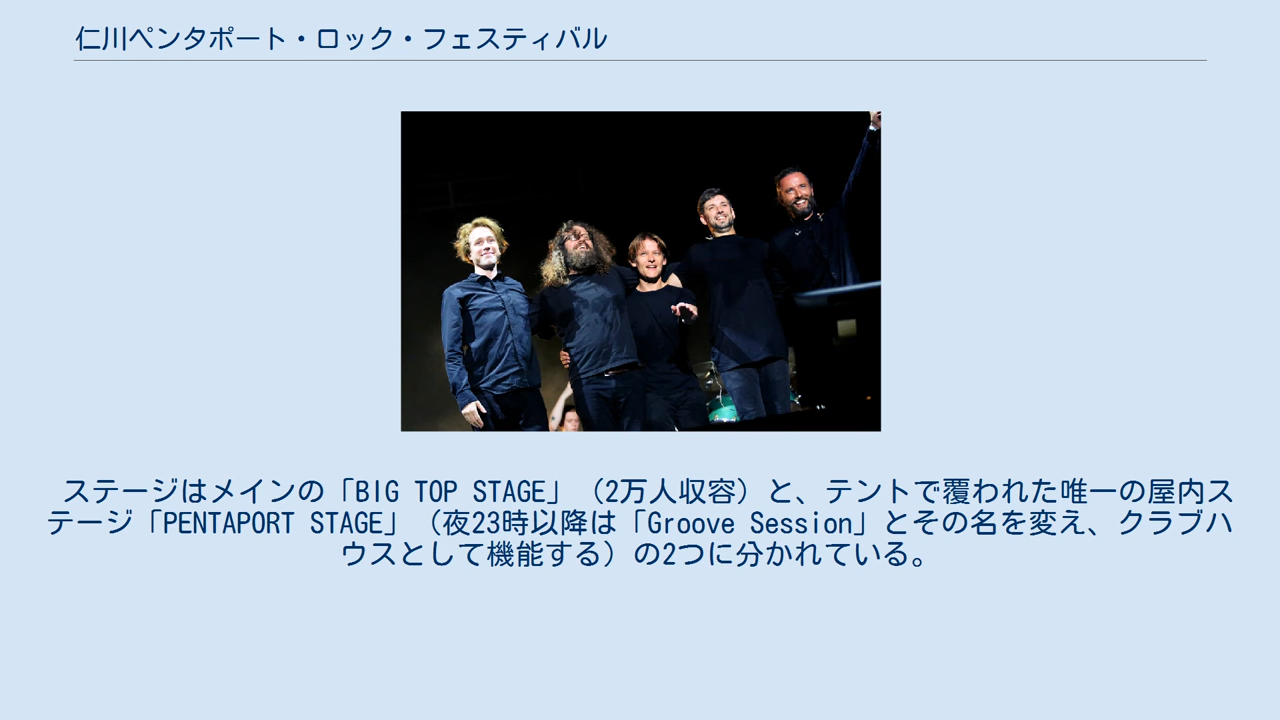 仁川ペンタポート・ロック・フェスティバル
ステージはメインの「BIG TOP STAGE」（2万人収容）と、テントで覆われた唯一の屋内ス
テージ「PENTAPORT STAGE」（夜23時以降は「Groove Session」とその名を変え、クラブハ
ウスとして機能する）の2つに分かれている。